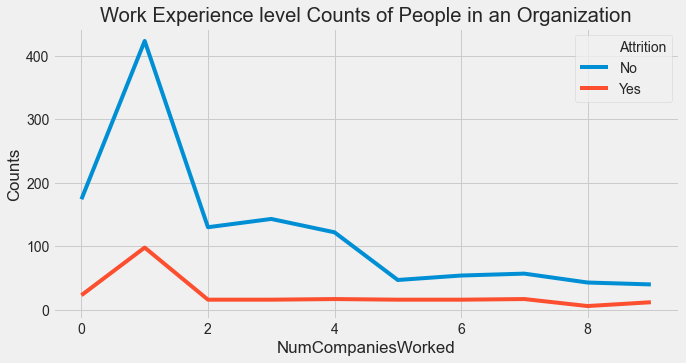 Work Experience level Counts of People in an Organization
Attrition
No
Yes
Counts
400
300
200
100
0
0 2 4 6 8
NumCompaniesWorked